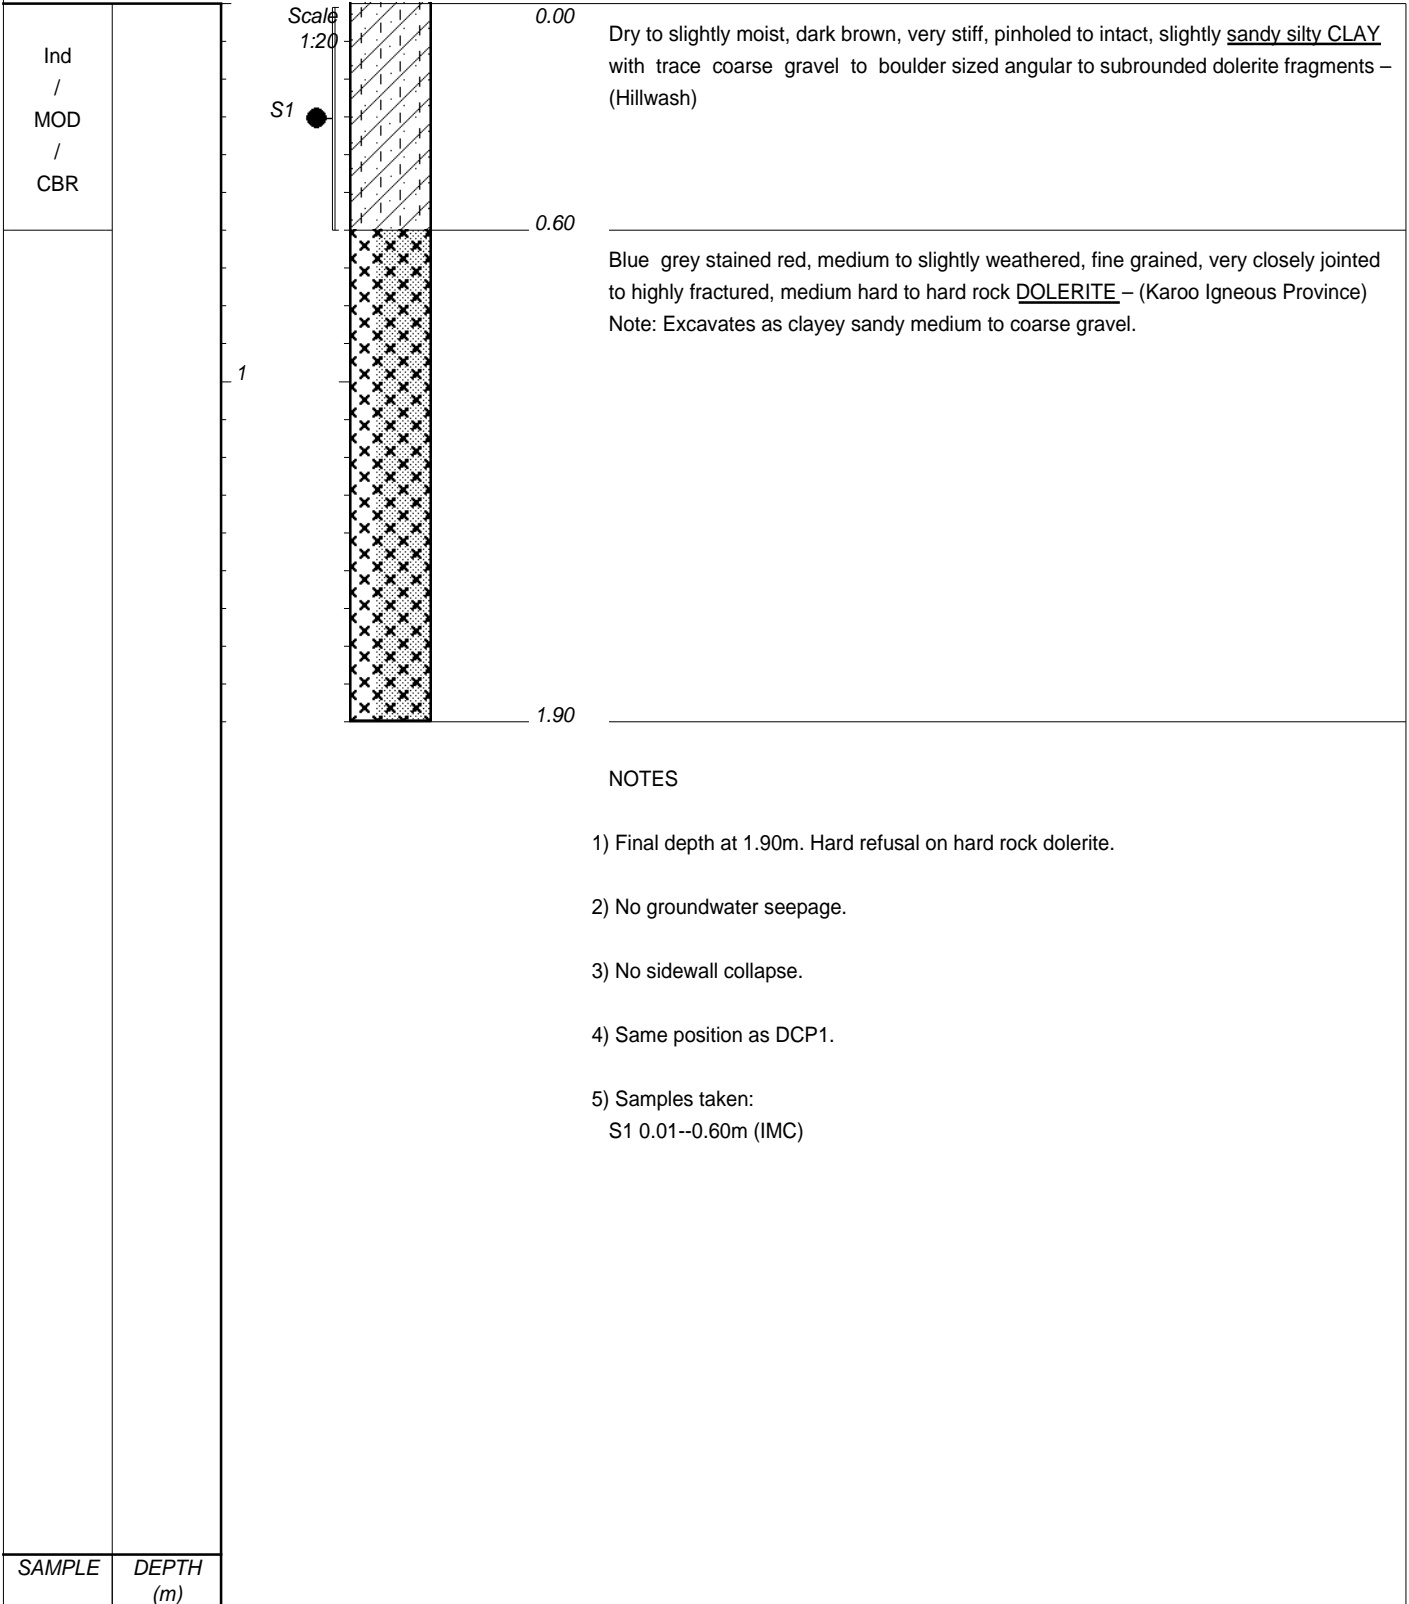 Scale
1:20
Ind
/
MOD
/
CBR
S1
0.00
Dry to slightly moist, dark brown, very stiff, pinholed to intact, slightly sandy silty CLAY
with trace coarse gravel to boulder sized angular to subrounded dolerite fragments –
(Hillwash)
0.60
Blue grey stained red, medium to slightly weathered, fine grained, very closely jointed
to highly fractured, medium hard to hard rock DOLERITE – (Karoo Igneous Province)
Note: Excavates as clayey sandy medium to coarse gravel.
1
1.90
NOTES
1) Final depth at 1.90m. Hard refusal on hard rock dolerite.
2) No groundwater seepage.
3) No sidewall collapse.
4) Same position as DCP1.
5) Samples taken:
S1 0.01--0.60m (IMC)
SAMPLE
DEPTH
(m)